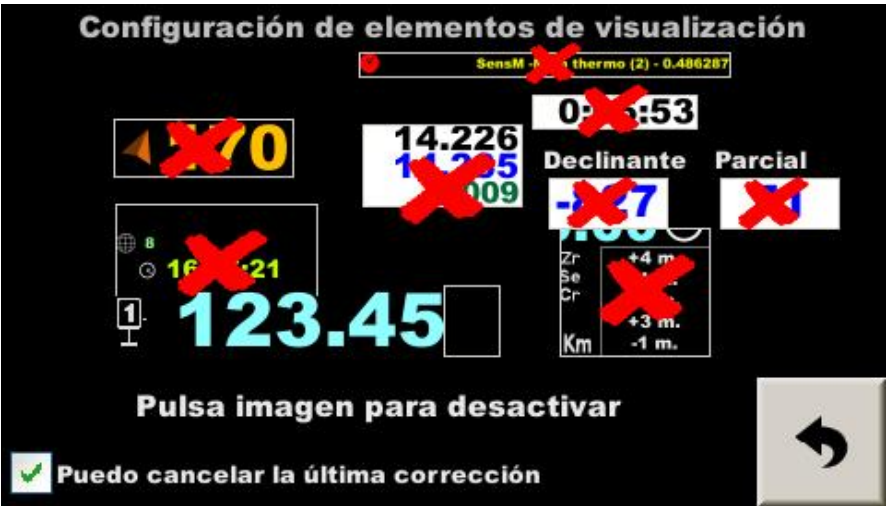 Configuración de elementos de visualización
SensM thermo (2) - 0.486287
:53
Declinante Parcial
14.226
009
8
:21
1
123.45
Zr +4 m.
Se
Cr
+3 m.
Km -1 m.
Pulsa imagen para desactivar
Puedo cancelar la última corrección